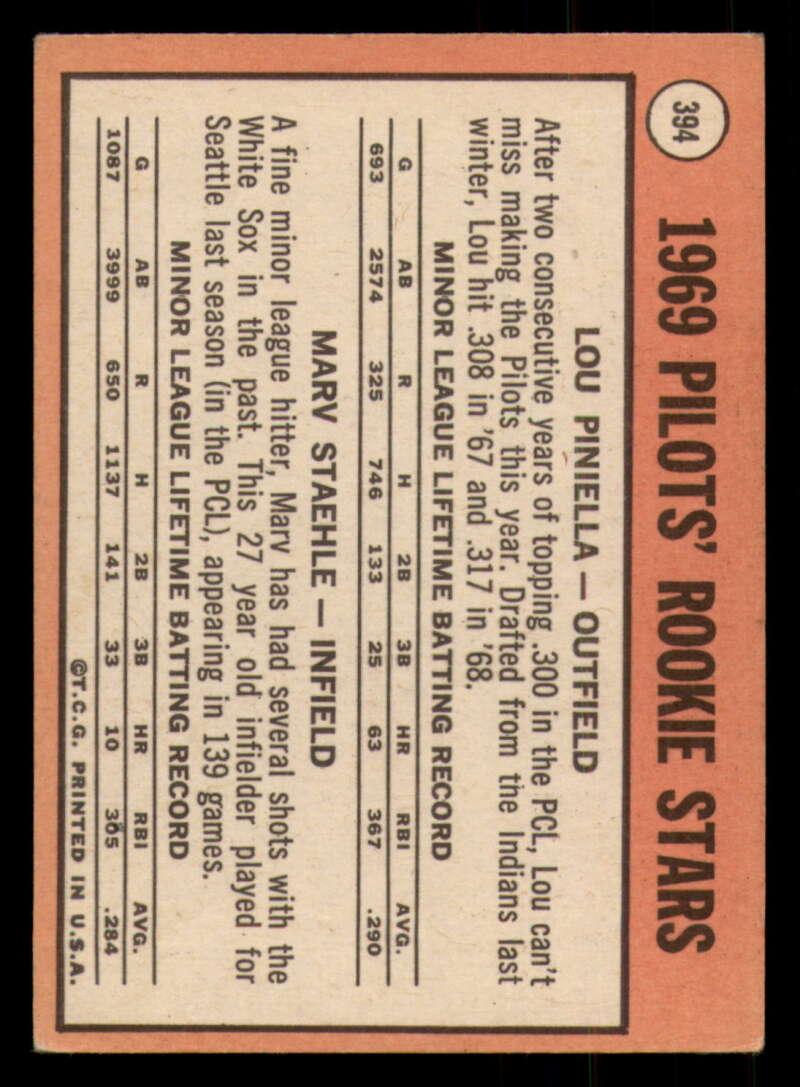 394
1969 PILOTS' ROOKIE STARS
LOU PINIELLA — OUTFIELD
After two consecutive years of topping .300 in the PCL, Lou can't
miss making the Pilots this year. Drafted from the Indians last
winter, Lou hit .308 in '67 and .317 in '68.
MINOR LEAGUE LIFETIME BATTING RECORD
G AB R H 2B 3B HR RBI AVG.
693 2574 325 746 133 25 63 367 .290
MARV STAEHLE — INFIELD
A fine minor league hitter, Marv has had several shots with the
White Sox in the past. This 27 year old infielder played for
Seattle last season (in the PCL), appearing in 139 games.
MINOR LEAGUE LIFETIME BATTING RECORD
G AB R H 2B 3B HR RBI AVG.
1087 3999 650 1137 141 33 10 305 .284
©T.C.G. PRINTED IN U.S.A.